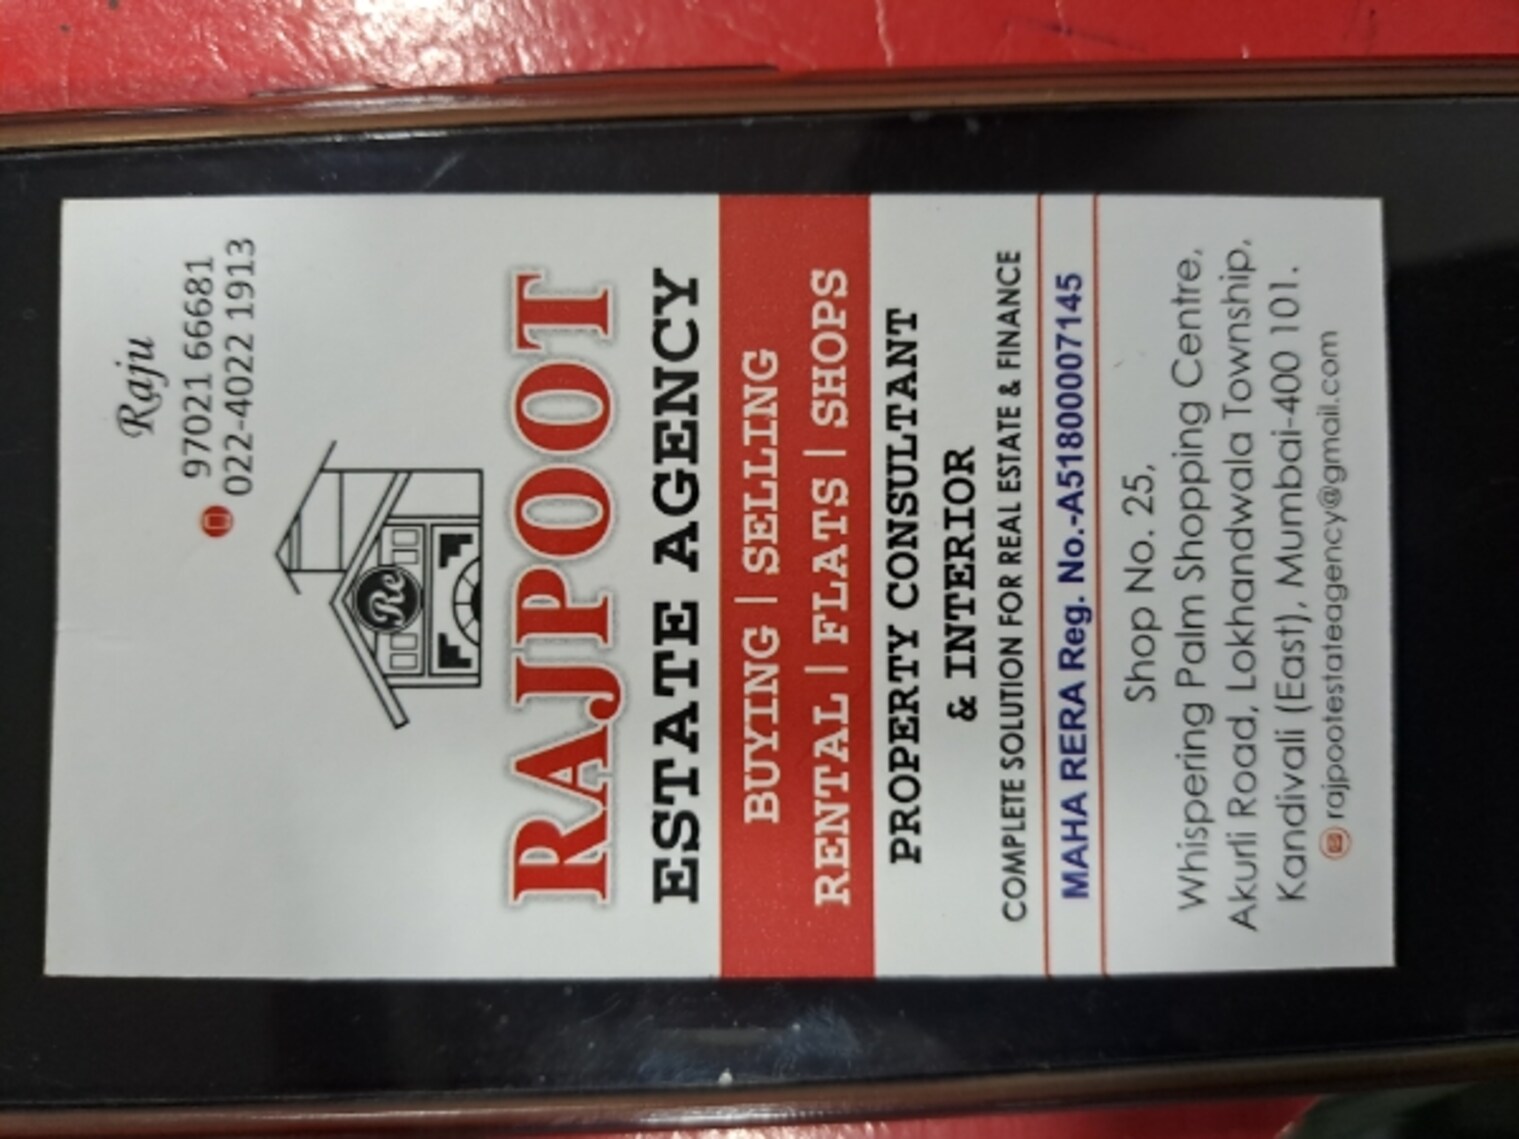 Raju
97021 66681
022-4022 1913
Re
RAJPOOT
ESTATE AGENCY
BUYING | SELLING
RENTAL | FLATS | SHOPS
PROPERTY CONSULTANT
& INTERIOR
COMPLETE SOLUTION FOR REAL ESTATE & FINANCE
MAHA RERA Reg. No.-A51800007145
Shop No. 25,
Whispering Palm Shopping Centre,
Akurli Road, Lokhandwala Township,
Kandivali (East), Mumbai-400 101.
rajpootestateagency@gmail.com